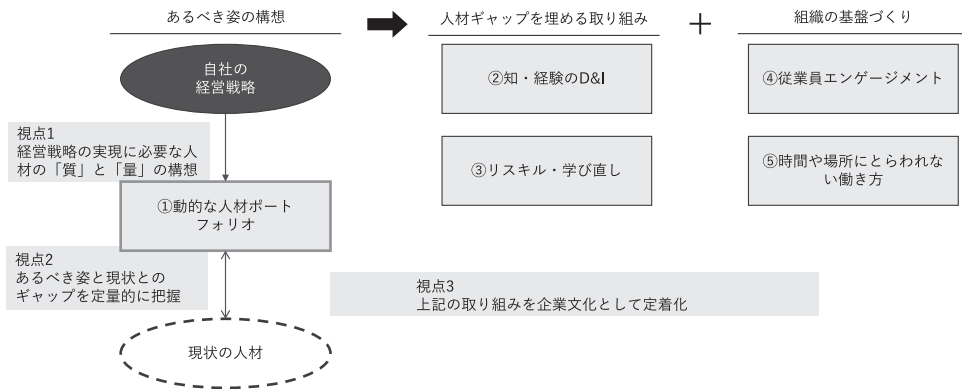 あるべき姿の構想
人材ギャップを埋める取り組み
+
組織の基盤づくり
自社の
経営戦略
視点1
経営戦略の実現に必要な人
材の「質」と「量」の構想
①動的な人材ポート
フォリオ
視点2
あるべき姿と現状との
ギャップを定量的に把握
現状の人材
②知・経験のD&I
③リスキル・学び直し
④従業員エンゲージメント
⑤時間や場所にとらわれな
い働き方
視点3
上記の取り組みを企業文化として定着化